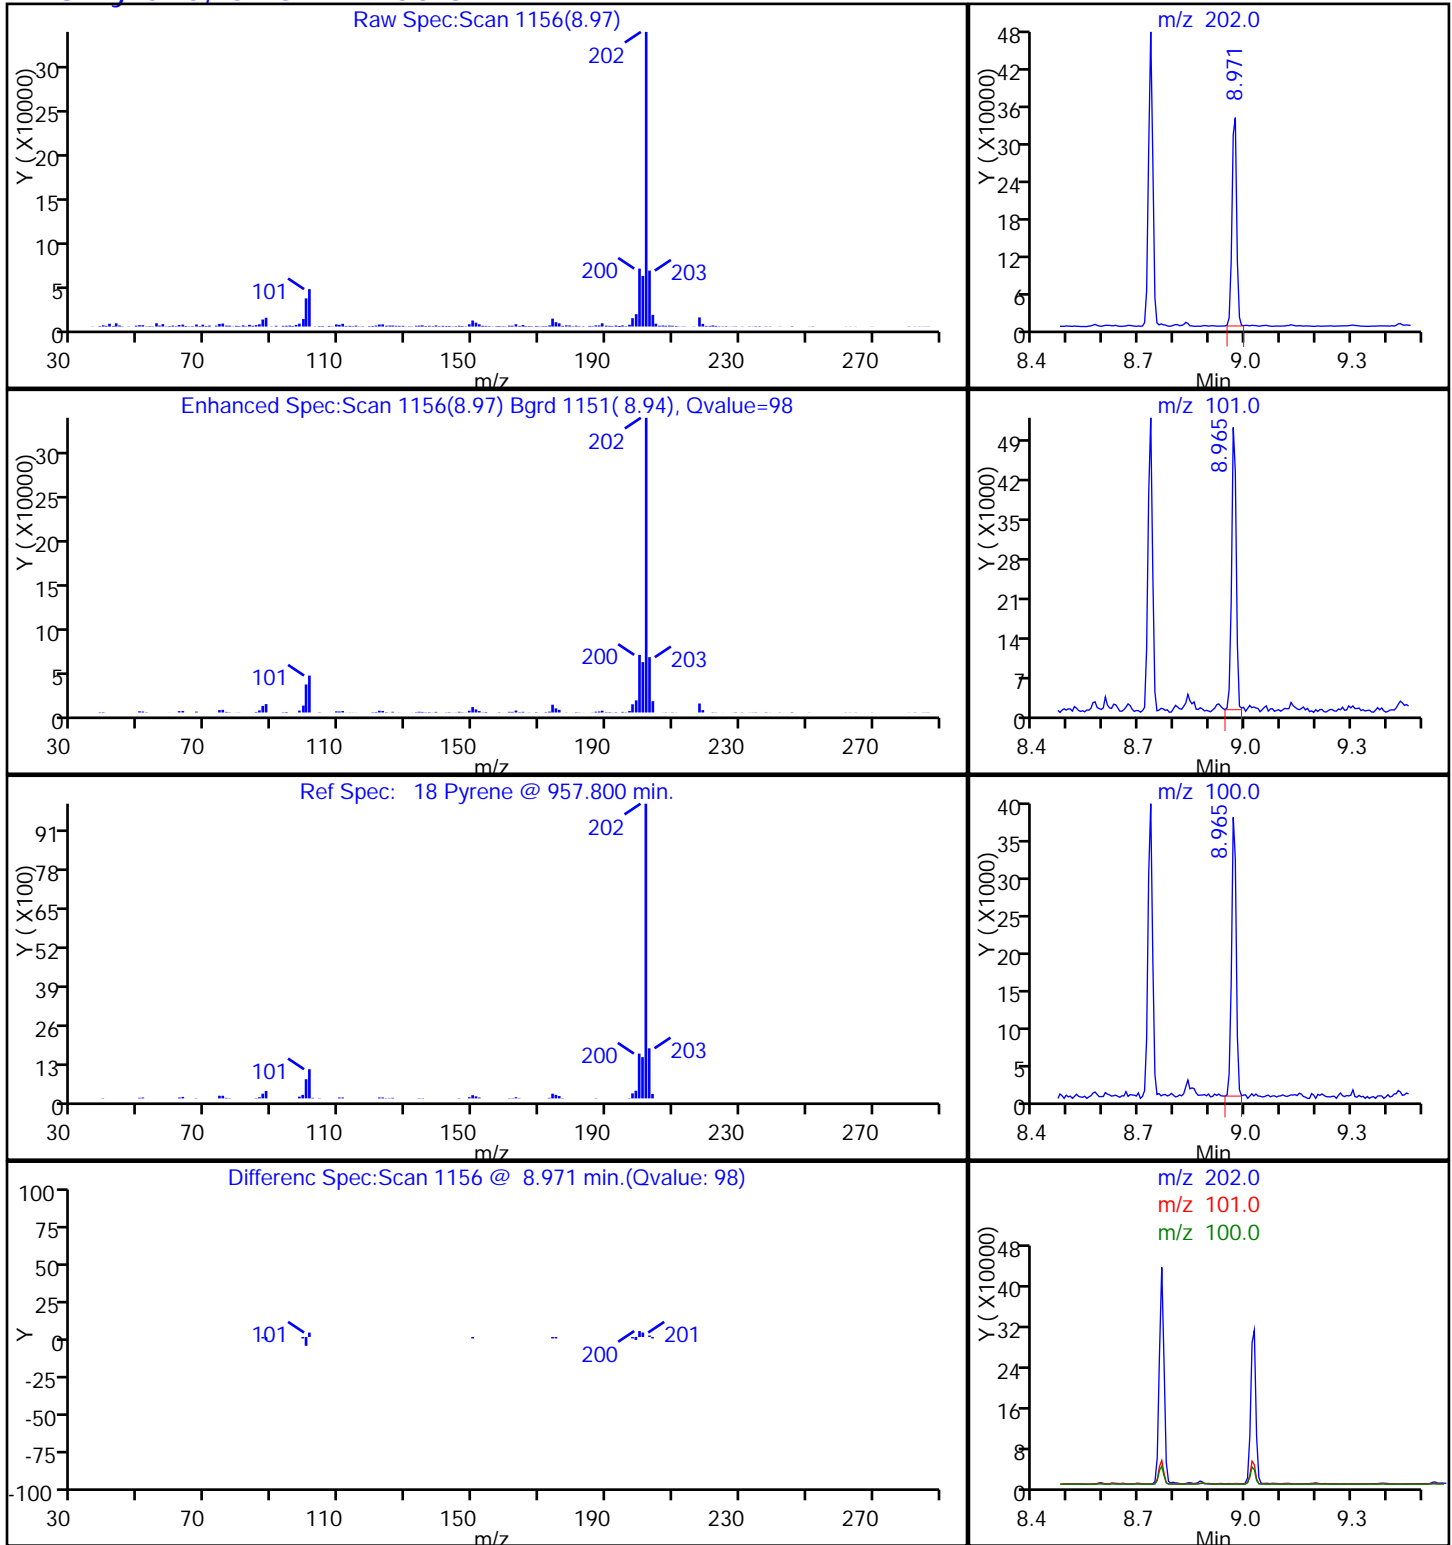 Raw Spec:Scan 1156(8.97)
Y ( X10000)
30
25
20
15
10
5
0
202
200
203
101
30 70 110 150 190 230 270
m/z
m/z 202.0
Y ( X10000)
48
42
36
30
24
18
12
6
0
8.971
8.4 8.7 9.0 9.3
Min
Enhanced Spec:Scan 1156(8.97) Bgrd 1151( 8.94), Qvalue=98
Y ( X10000)
30
25
20
15
10
5
0
202
200
203
101
30 70 110 150 190 230 270
m/z
m/z 101.0
Y ( X1000)
49
42
35
28
21
14
7
0
8.965
8.4 8.7 9.0 9.3
Min
Ref Spec: 18 Pyrene @ 957.800 min.
Y ( X100)
91
78
65
52
39
26
13
0
202
200
203
101
30 70 110 150 190 230 270
m/z
m/z 100.0
Y ( X1000)
40
35
30
25
20
15
10
5
0
8.965
8.4 8.7 9.0 9.3
Min
Differenc Spec:Scan 1156 @ 8.971 min.(Qvalue: 98)
Y
100
75
50
25
0
-25
-50
-75
-100
101
200
201
30 70 110 150 190 230 270
m/z
m/z 202.0
m/z 101.0
m/z 100.0
Y ( X10000)
48
40
32
24
16
8
0
8.4 8.7 9.0 9.3
Min